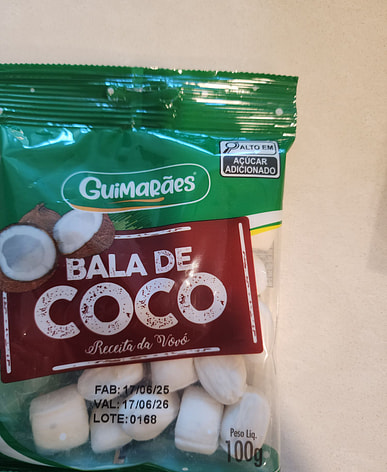 ALTO EM
AÇÚCAR
ADICIONADO
GUIMARÃES
BALA DE
COCO
Receita da Vovó
FAB: 17/06/25
VAL: 17/06/26
LOTE: 0168
Peso Liq.
100g